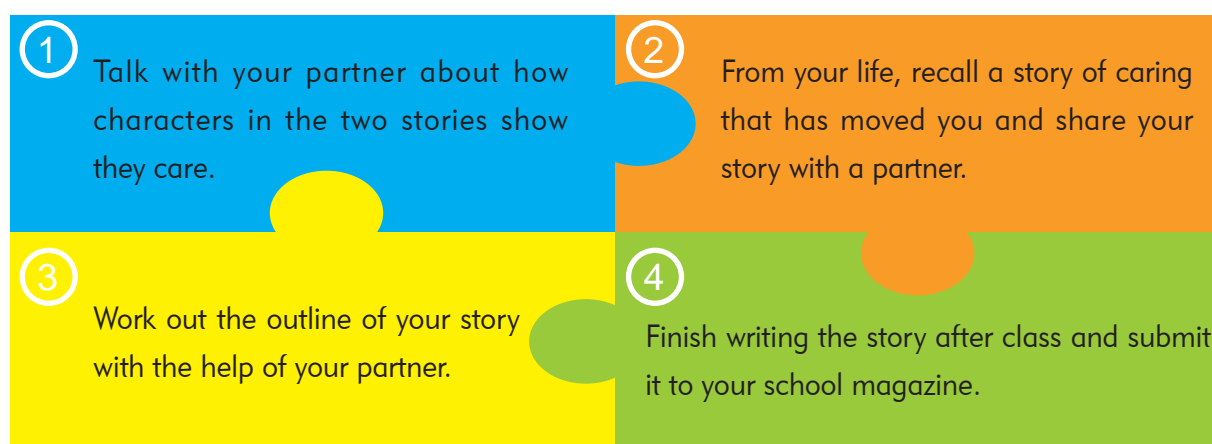 1
Talk with your partner about how
characters in the two stories show
they care.
2
From your life, recall a story of caring
that has moved you and share your
story with a partner.
3
Work out the outline of your story
with the help of your partner.
4
Finish writing the story after class and submit
it to your school magazine.